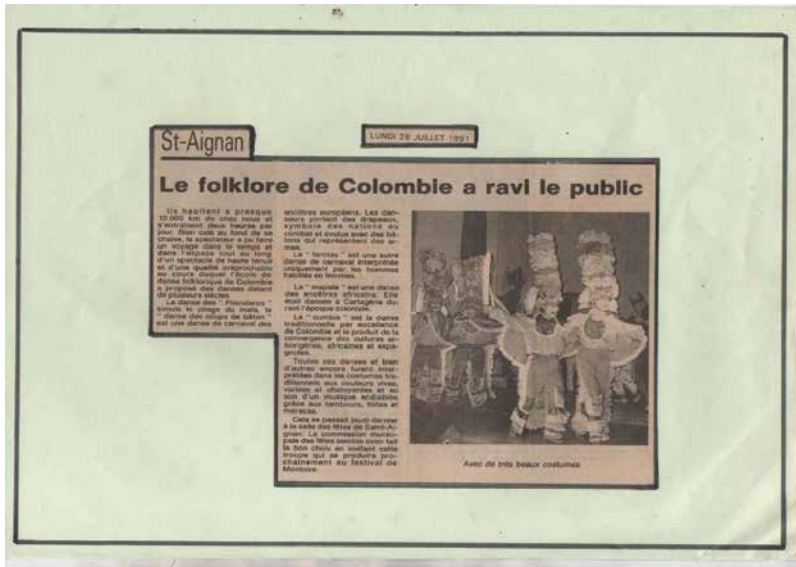 St-Aignan
LUNDI 29 JUILLET 1991
Le folklore de Colombie a ravi le public
Ils habitent à presque
10 000 km de chez nous et
s'entraînent deux heures par
jour. Bien calé au fond de sa
chaise, le spectateur a pu faire
un voyage dans le temps et
dans l'espace tout au long
d'un spectacle de haute tenue
et d'une qualité irréprochable
au cours duquel l'école de
danse folklorique de Colombie
a proposé des danses datant
de plusieurs siècles
La danse des " Pilanderos "
simule le pilage du maïs, la
" danse des coups de bâton "
est une danse de carnaval des
ancêtres européens. Les dan-
seurs portent des drapeaux,
symbole des nations au
combat et évolue avec des bâ-
tons qui représentent des ar-
mes.
La " farotas " est une autre
danse de carnaval interprétée
uniquement par les hommes
habillés en femmes.
La " mapale " est une danse
des ancêtres africains. Elle
était dansée à Cartagène du-
rant l'époque coloniale.
La " cumbia " est la danse
traditionnelle par excellence
de Colombie et le produit de la
convergence des cultures ar-
borigènes, africaines et espa-
gnoles.
Toutes ces danses et bien
d'autres encore furent inter-
prétées dans les costumes tra-
ditionnels aux couleurs vives,
variées et chatoyantes et au
son d'un musique endiablée
grâce aux tambours, flûtes et
maracas.
Cela se passait jeudi dernier
à la salle des fêtes de Saint-Ai-
gnan. La commission munici-
pale des fêtes semble avoir fait
le bon choix en invitant cette
troupe qui se produira pro-
chainement au festival de
Montoire.
Avec de très beaux costumes